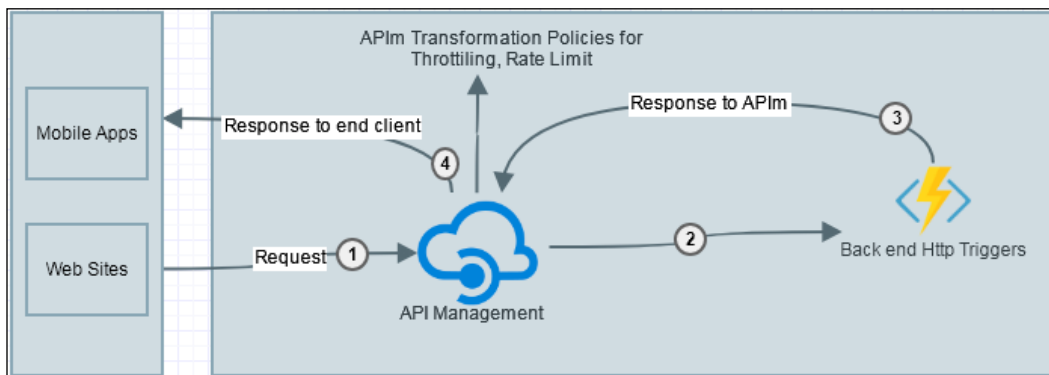 APIm Transformation Policies for
Throttling, Rate Limit
Mobile Apps
Response to end client
Response to APIm
3
4
Web Sites
Request
1
2
Back end Http Triggers
API Management